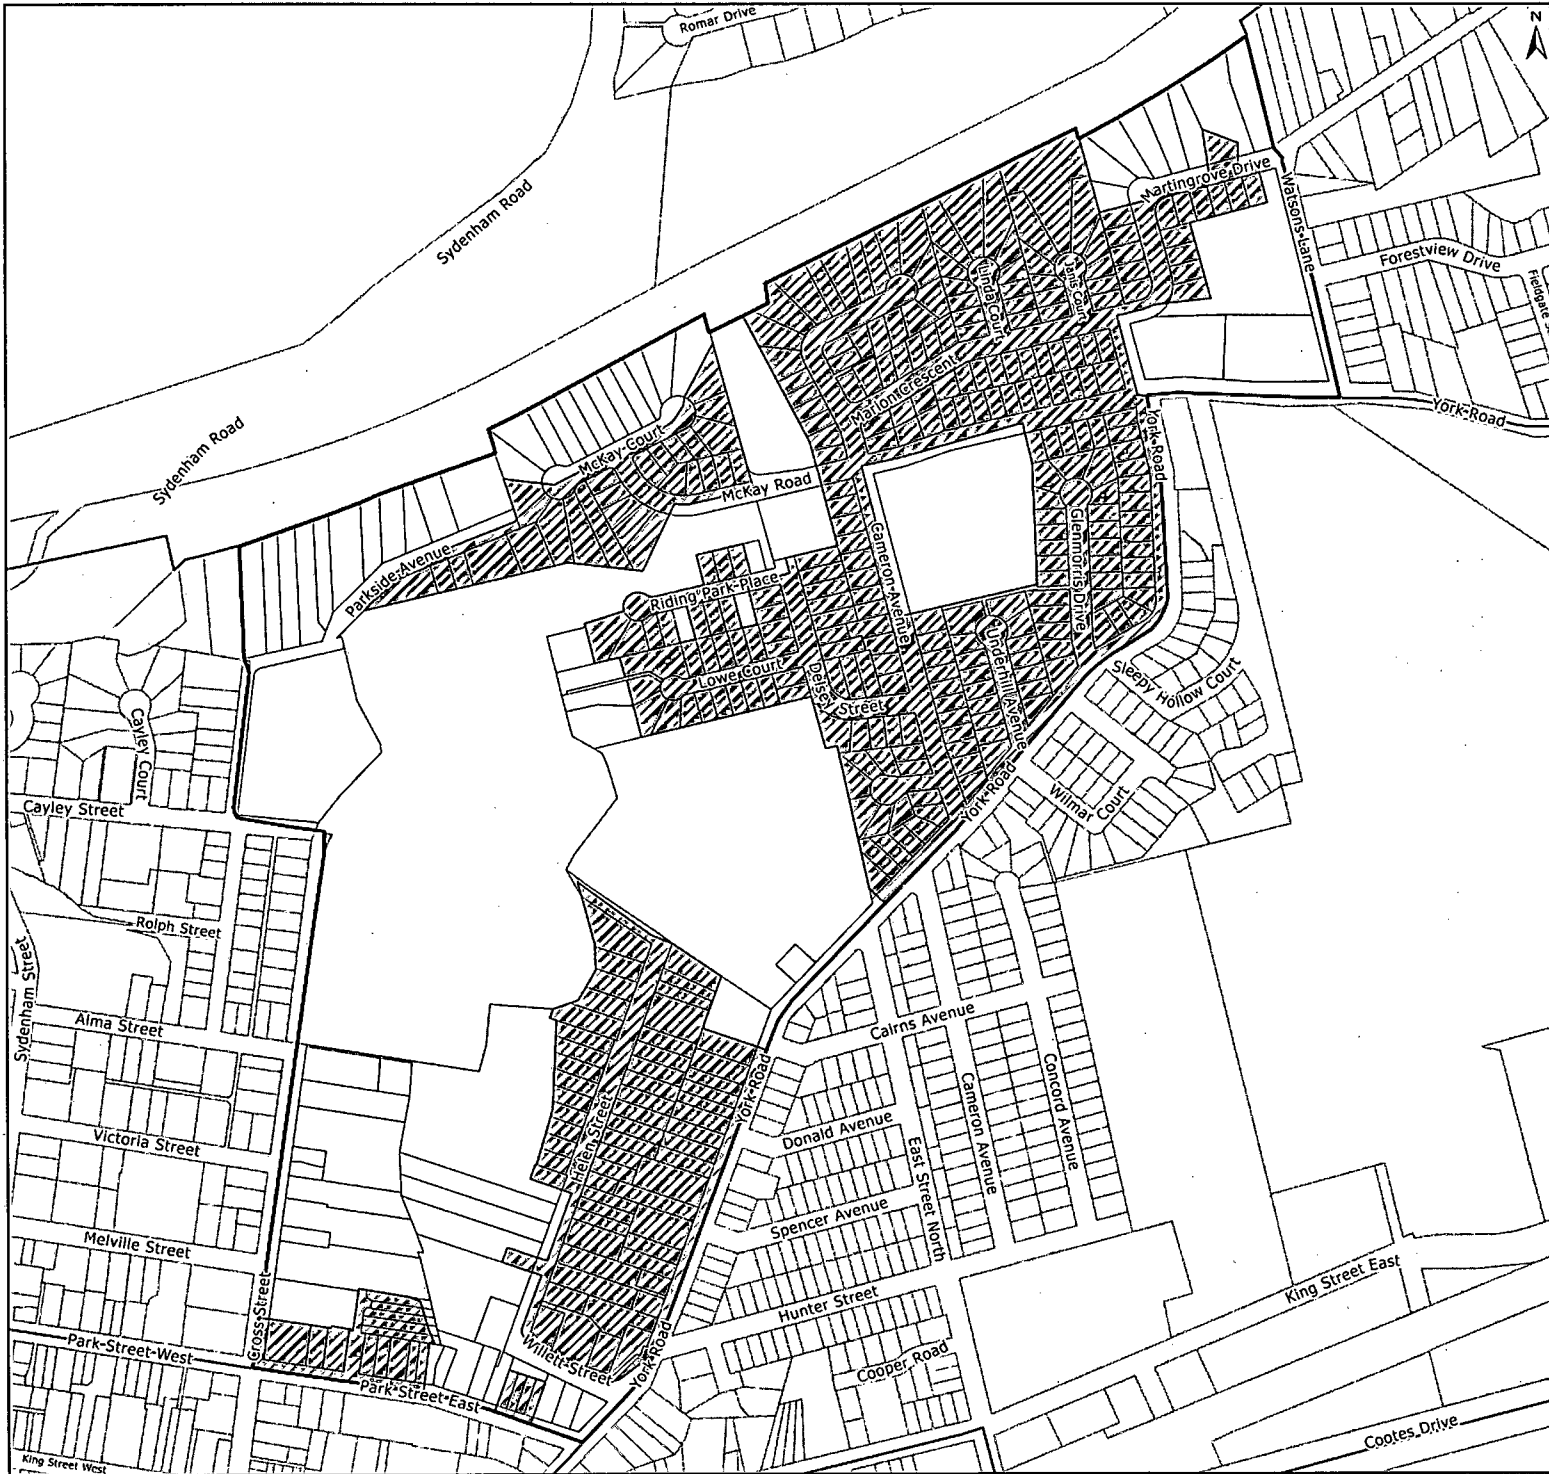 N
Romar Drive
Sydenham Road
Martingrove Drive
Watsons Lane
Forestview Drive
Linda Court
Janis Court
Marion Crescent
York Road
Sydenham Road
McKay Court
McKay Road
York Road
Parkside Avenue
Cameron Avenue
Glenmorris Drive
Riding Park Place
Underhill Avenue
Lowe Court
Delsey Street
Sleepy Hollow Court
Cayley Court
Cayley Street
York Road
Wilmar Court
Rolph Street
Sydenham Street
Alma Street
Cairns Avenue
York Road
Cameron Avenue
Concord Avenue
Helen Street
Donald Avenue
Victoria Street
East Street North
Spencer Avenue
Melville Street
King Street East
Cross Street
Hunter Street
Park Street West
Willett Street
York Road
Cooper Road
Park Street East
Cootes Drive
King Street West